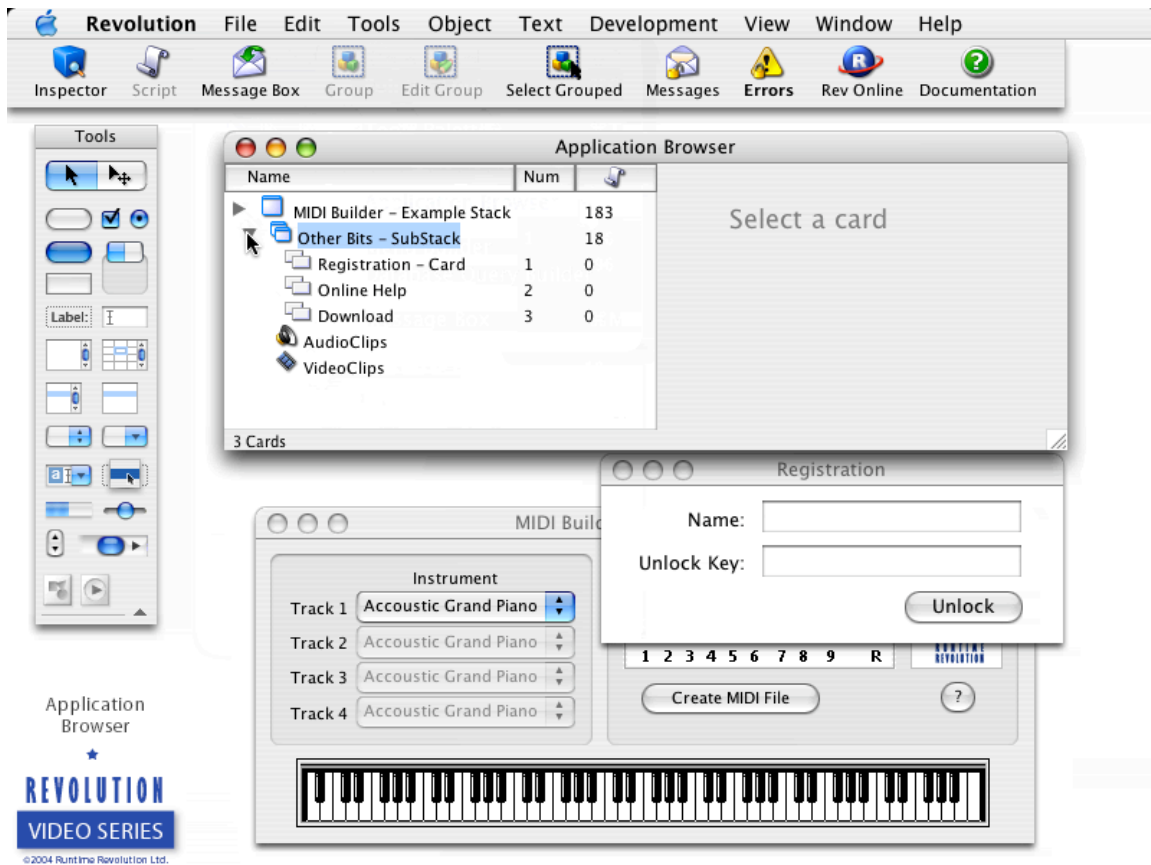 Revolution File Edit Tools Object Text Development View Window Help
Inspector Script Message Box Group Edit Group Select Grouped Messages Errors Rev Online Documentation
Tools
Label:
Application Browser
Name Num
MIDI Builder – Example Stack 183
Other Bits – SubStack 18
Registration – Card 1 0
Online Help 2 0
Download 3 0
AudioClips
VideoClips
3 Cards
Select a card
Registration
Name:
Unlock Key:
Unlock
MIDI Buil
Instrument
Track 1 Accoustic Grand Piano
Track 2 Accoustic Grand Piano
Track 3 Accoustic Grand Piano
Track 4 Accoustic Grand Piano
1 2 3 4 5 6 7 8 9 R
REVOLUTION
Create MIDI File ?
Application
Browser
REVOLUTION
VIDEO SERIES
©2004 Runtime Revolution Ltd.